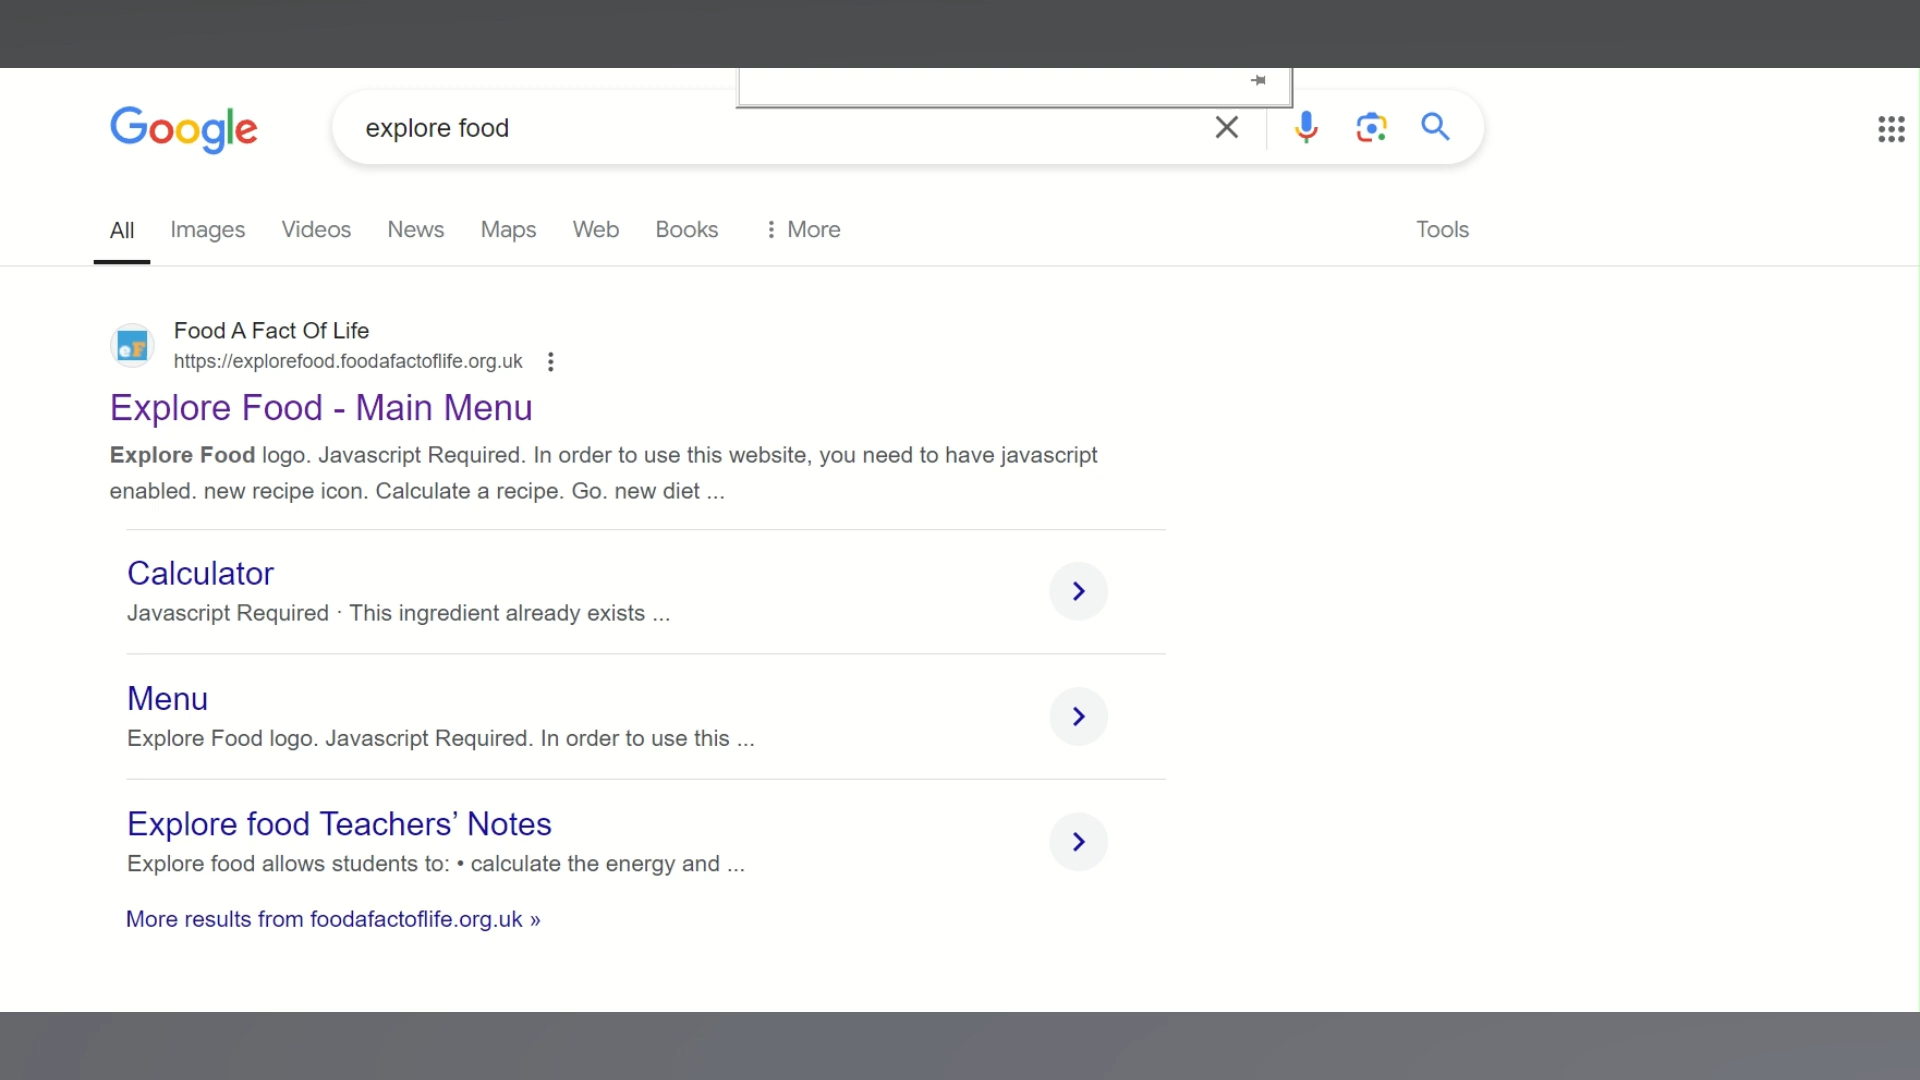 Google
explore food
All Images Videos News Maps Web Books More Tools
eF
Food A Fact Of Life
https://explorefood.foodafactoflife.org.uk
Explore Food - Main Menu
Explore Food logo. Javascript Required. In order to use this website, you need to have javascript
enabled. new recipe icon. Calculate a recipe. Go. new diet ...
Calculator
Javascript Required · This ingredient already exists ...
Menu
Explore Food logo. Javascript Required. In order to use this ...
Explore food Teachers’ Notes
Explore food allows students to: • calculate the energy and ...
More results from foodafactoflife.org.uk »